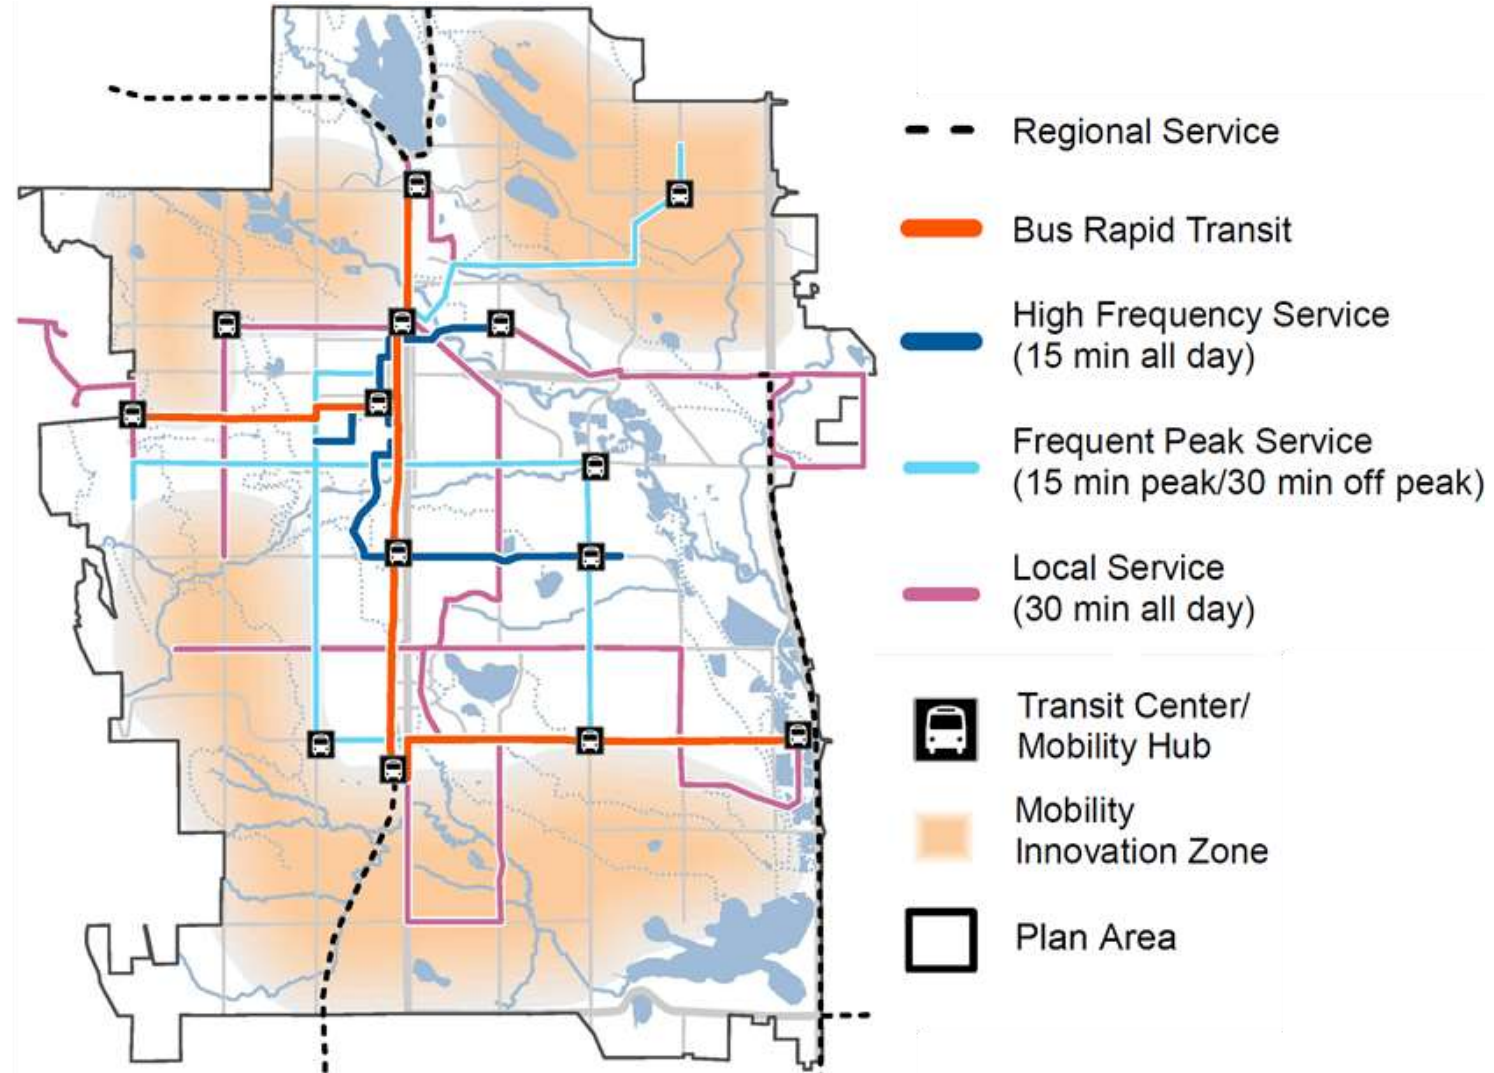 Regional Service
Bus Rapid Transit
High Frequency Service
(15 min all day)
Frequent Peak Service
(15 min peak/30 min off peak)
Local Service
(30 min all day)
Transit Center/
Mobility Hub
Mobility
Innovation Zone
Plan Area